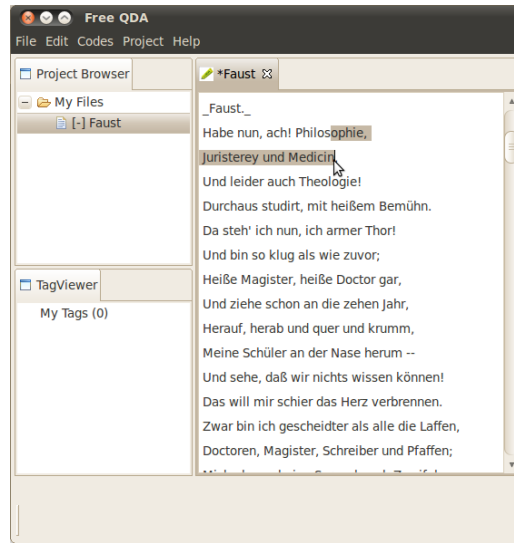 Free QDA
File Edit Codes Project Help
Project Browser
My Files
[-] Faust
TagViewer
My Tags (0)
*Faust
_Faust._
Habe nun, ach! Philosophie,
Juristerey und Medicin,
Und leider auch Theologie!
Durchaus studirt, mit heißem Bemühn.
Da steh' ich nun, ich armer Thor!
Und bin so klug als wie zuvor;
Heiße Magister, heiße Doctor gar,
Und ziehe schon an die zehen Jahr,
Herauf, herab und quer und krumm,
Meine Schüler an der Nase herum --
Und sehe, daß wir nichts wissen können!
Das will mir schier das Herz verbrennen.
Zwar bin ich gescheidter als alle die Laffen,
Doctoren, Magister, Schreiber und Pfaffen;